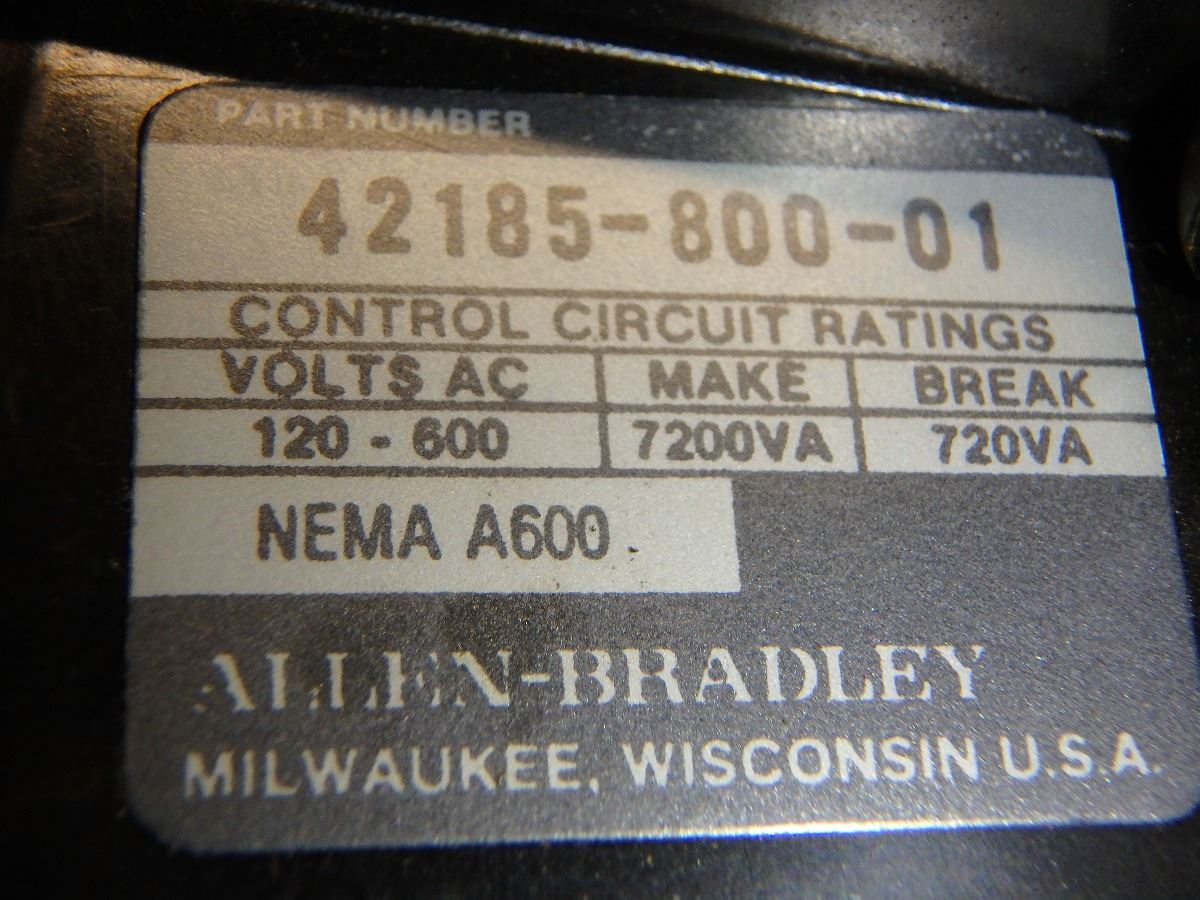 PART NUMBER
42185-800-01
CONTROL CIRCUIT RATINGS
VOLTS AC MAKE BREAK
120 - 600 7200VA 720VA
NEMA A600
ALLEN-BRADLEY
MILWAUKEE, WISCONSIN U.S.A.